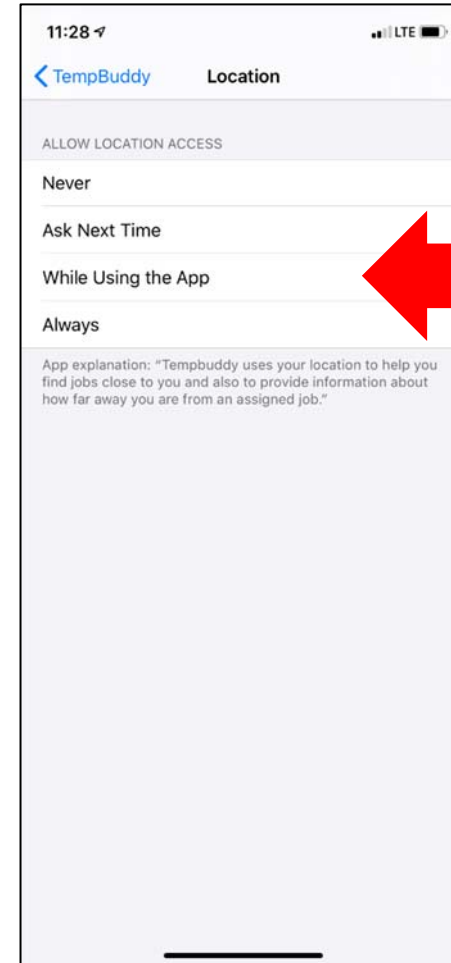 11:28 LTE
TempBuddy Location
ALLOW LOCATION ACCESS
Never
Ask Next Time
While Using the App
Always
App explanation: “Tempbuddy uses your location to help you
find jobs close to you and also to provide information about
how far away you are from an assigned job.”